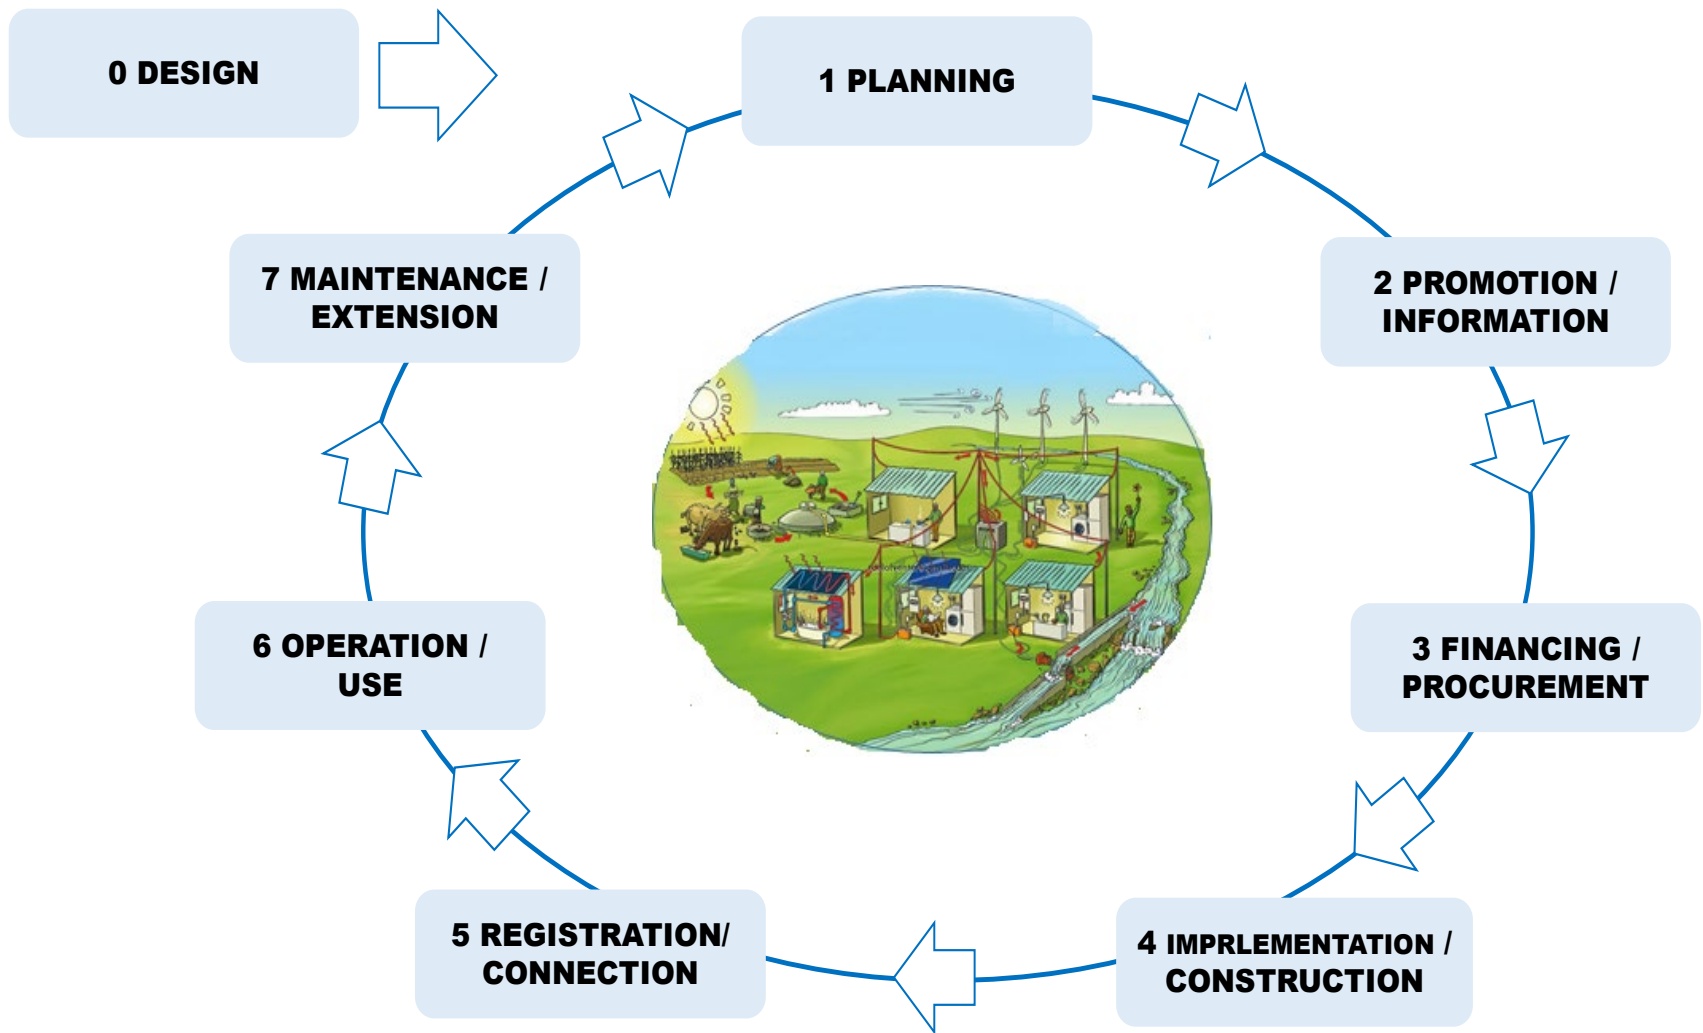 0 DESIGN
1 PLANNING
2 PROMOTION /
INFORMATION
3 FINANCING /
PROCUREMENT
4 IMPRLEMENTATION /
CONSTRUCTION
5 REGISTRATION/
CONNECTION
6 OPERATION /
USE
7 MAINTENANCE /
EXTENSION